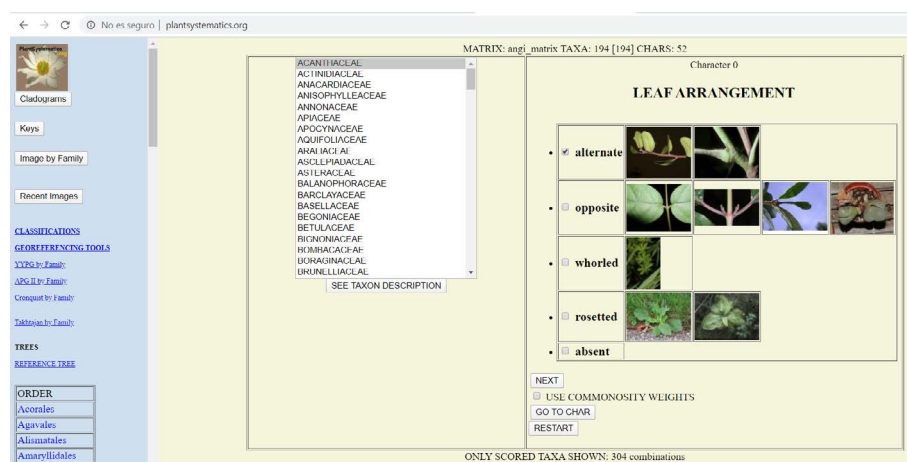 No es seguro | plantsystematics.org
PlantSystematics
Cladograms
Keys
Image by Family
Recent Images
CLASSIFICATIONS
GEOREFERENCING TOOLS
YYPG by Family
APG II by Family
Cronquist by Family
Takhtajan by Family
TREES
REFERENCE TREE
ORDER
Acorales
Agavales
Alismatales
Amaryllidales
MATRIX: angi_matrix TAXA: 194 [194] CHARS: 52
ACANTHACEAE
ACTINIDIACEAE
ANACARDIACEAE
ANISOPHYLLEACEAE
ANNONACEAE
APIACEAE
APOCYNACEAE
AQUIFOLIACEAE
ARALIACEAE
ASCLEPIADACEAE
ASTERACEAE
BALANOPHORACEAE
BARCLAYACEAE
BASELLACEAE
BEGONIACEAE
BETULACEAE
BIGNONIACEAE
BOMBACACEAE
BORAGINACEAE
BRUNELLIACEAE
SEE TAXON DESCRIPTION
Character 0
LEAF ARRANGEMENT
alternate
opposite
whorled
rosetted
absent
NEXT
USE COMMONOSITY WEIGHTS
GO TO CHAR
RESTART
ONLY SCORED TAXA SHOWN: 304 combinations